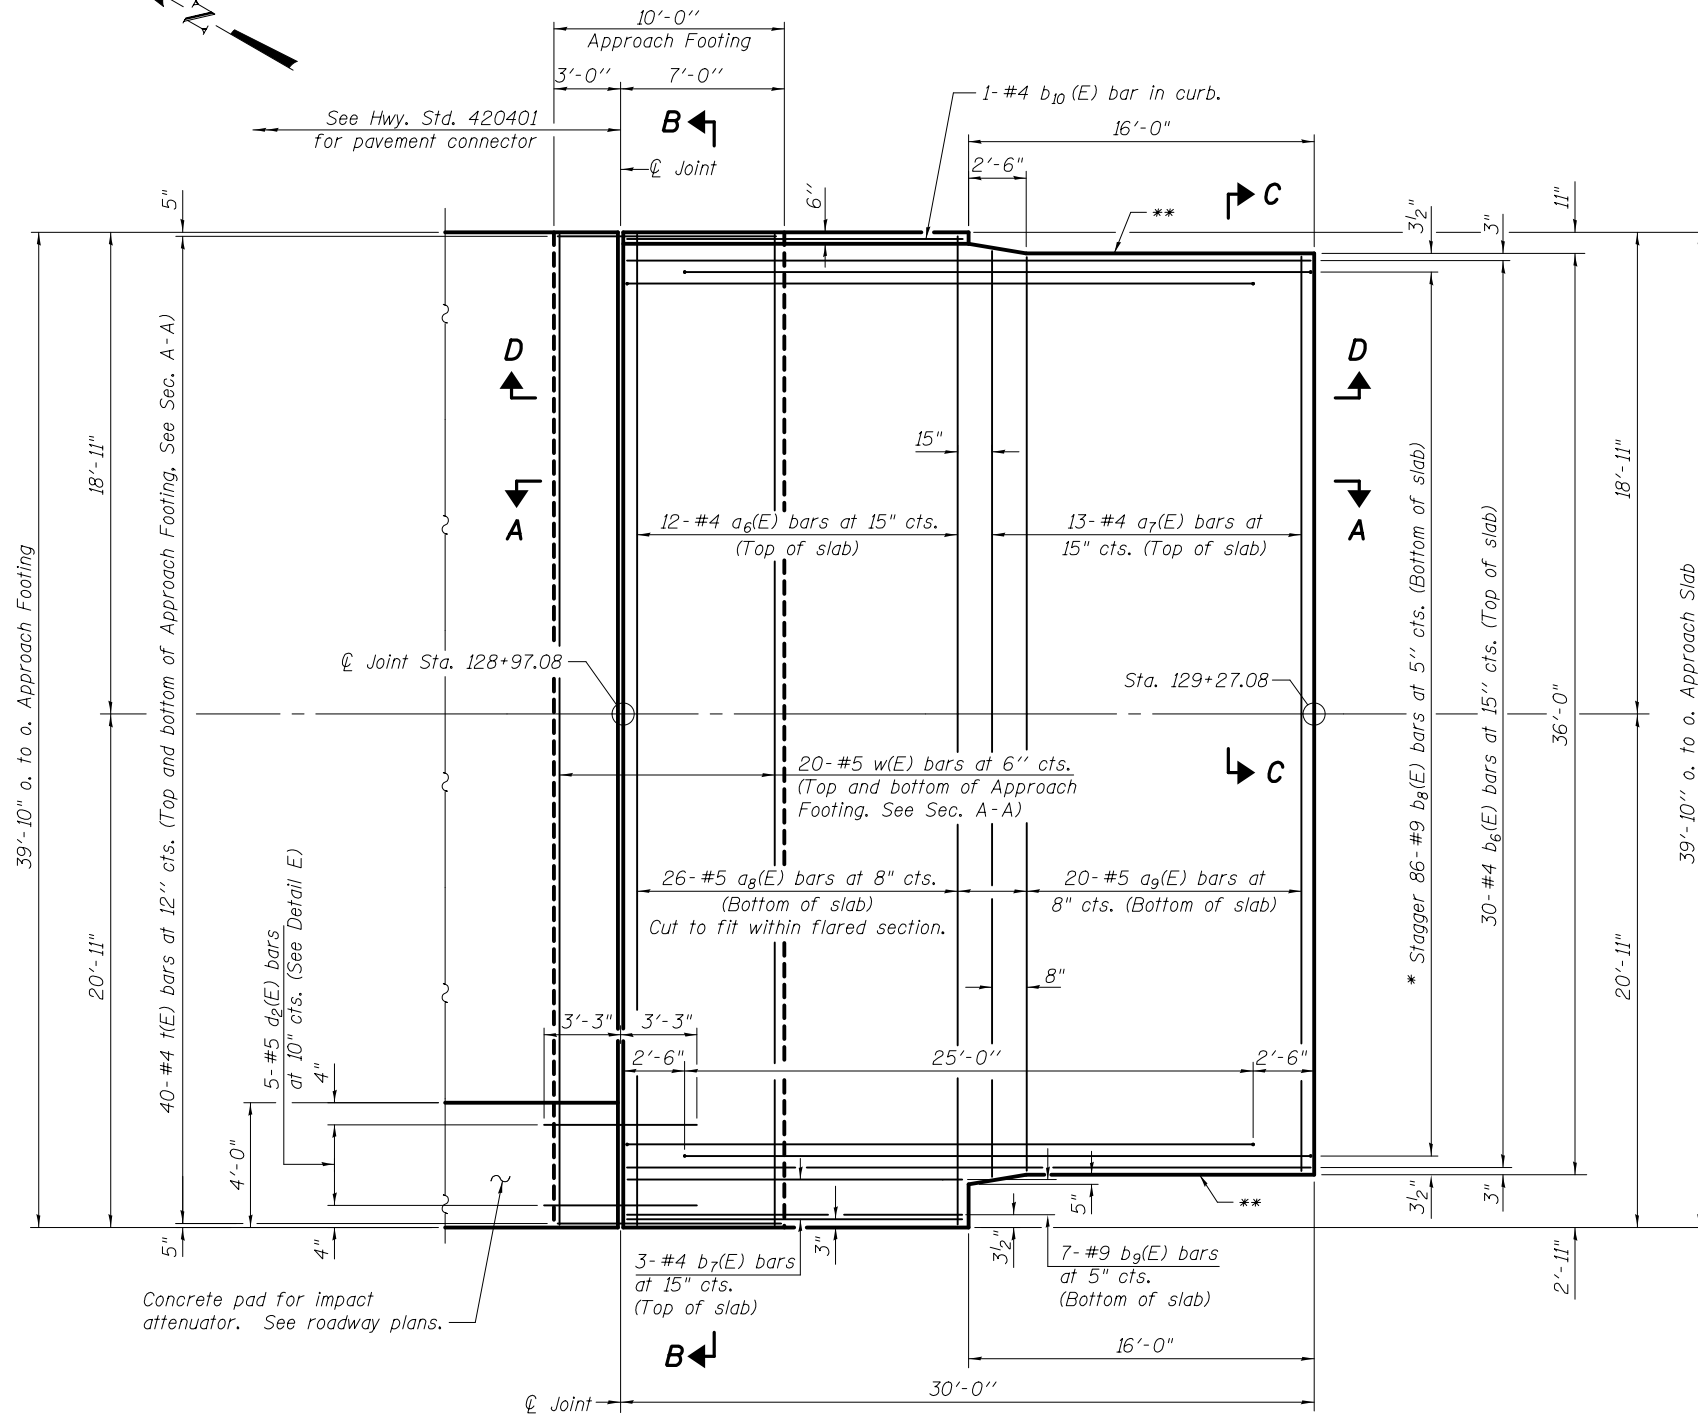 N
10'-0''
Approach Footing
3'-0''
7'-0''
1-#4 b10 (E) bar in curb.
See Hwy. Std. 420401
for pavement connector
B
16'-0"
℄ Joint
2'-6"
C
5"
6''
**
3½"
3"
11"
D
D
15"
18'-11"
18'-11"
A
A
12-#4 a6(E) bars at 15" cts.
(Top of slab)
13-#4 a7(E) bars at
15" cts. (Top of slab)
39'-10" o. to o. Approach Footing
40-#4 t(E) bars at 12'' cts. (Top and bottom of Approach Footing, See Sec. A-A)
* Stagger 86-#9 b8(E) bars at 5'' cts. (Bottom of slab)
30-#4 b6(E) bars at 15'' cts. (Top of slab)
36'-0"
39'-10'' o. to o. Approach Slab
℄ Joint Sta. 128+97.08
Sta. 129+27.08
20-#5 w(E) bars at 6'' cts.
(Top and bottom of Approach
Footing. See Sec. A-A)
C
26-#5 a8(E) bars at 8" cts.
(Bottom of slab)
Cut to fit within flared section.
20-#5 a9(E) bars at
8" cts. (Bottom of slab)
20'-11"
20'-11"
5-#5 d2(E) bars
at 10" cts. (See Detail E)
8"
3'-3"
3'-3"
2'-6"
25'-0''
2'-6"
4"
4'-0"
4"
5"
3"
3½"
5"
**
3½"
3"
2'-11"
3-#4 b7(E) bars
at 15" cts.
(Top of slab)
7-#9 b9(E) bars
at 5" cts.
(Bottom of slab)
Concrete pad for impact
attenuator. See roadway plans.
B
16'-0"
30'-0''
℄ Joint